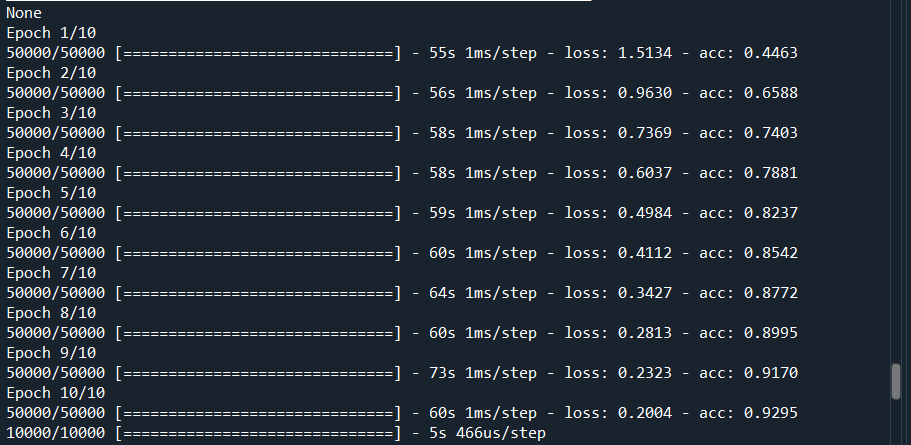 None
Epoch 1/10
50000/50000 [==============================] - 55s 1ms/step - loss: 1.5134 - acc: 0.4463
Epoch 2/10
50000/50000 [==============================] - 56s 1ms/step - loss: 0.9630 - acc: 0.6588
Epoch 3/10
50000/50000 [==============================] - 58s 1ms/step - loss: 0.7369 - acc: 0.7403
Epoch 4/10
50000/50000 [==============================] - 58s 1ms/step - loss: 0.6037 - acc: 0.7881
Epoch 5/10
50000/50000 [==============================] - 59s 1ms/step - loss: 0.4984 - acc: 0.8237
Epoch 6/10
50000/50000 [==============================] - 60s 1ms/step - loss: 0.4112 - acc: 0.8542
Epoch 7/10
50000/50000 [==============================] - 64s 1ms/step - loss: 0.3427 - acc: 0.8772
Epoch 8/10
50000/50000 [==============================] - 60s 1ms/step - loss: 0.2813 - acc: 0.8995
Epoch 9/10
50000/50000 [==============================] - 73s 1ms/step - loss: 0.2323 - acc: 0.9170
Epoch 10/10
50000/50000 [==============================] - 60s 1ms/step - loss: 0.2004 - acc: 0.9295
10000/10000 [==============================] - 5s 466us/step